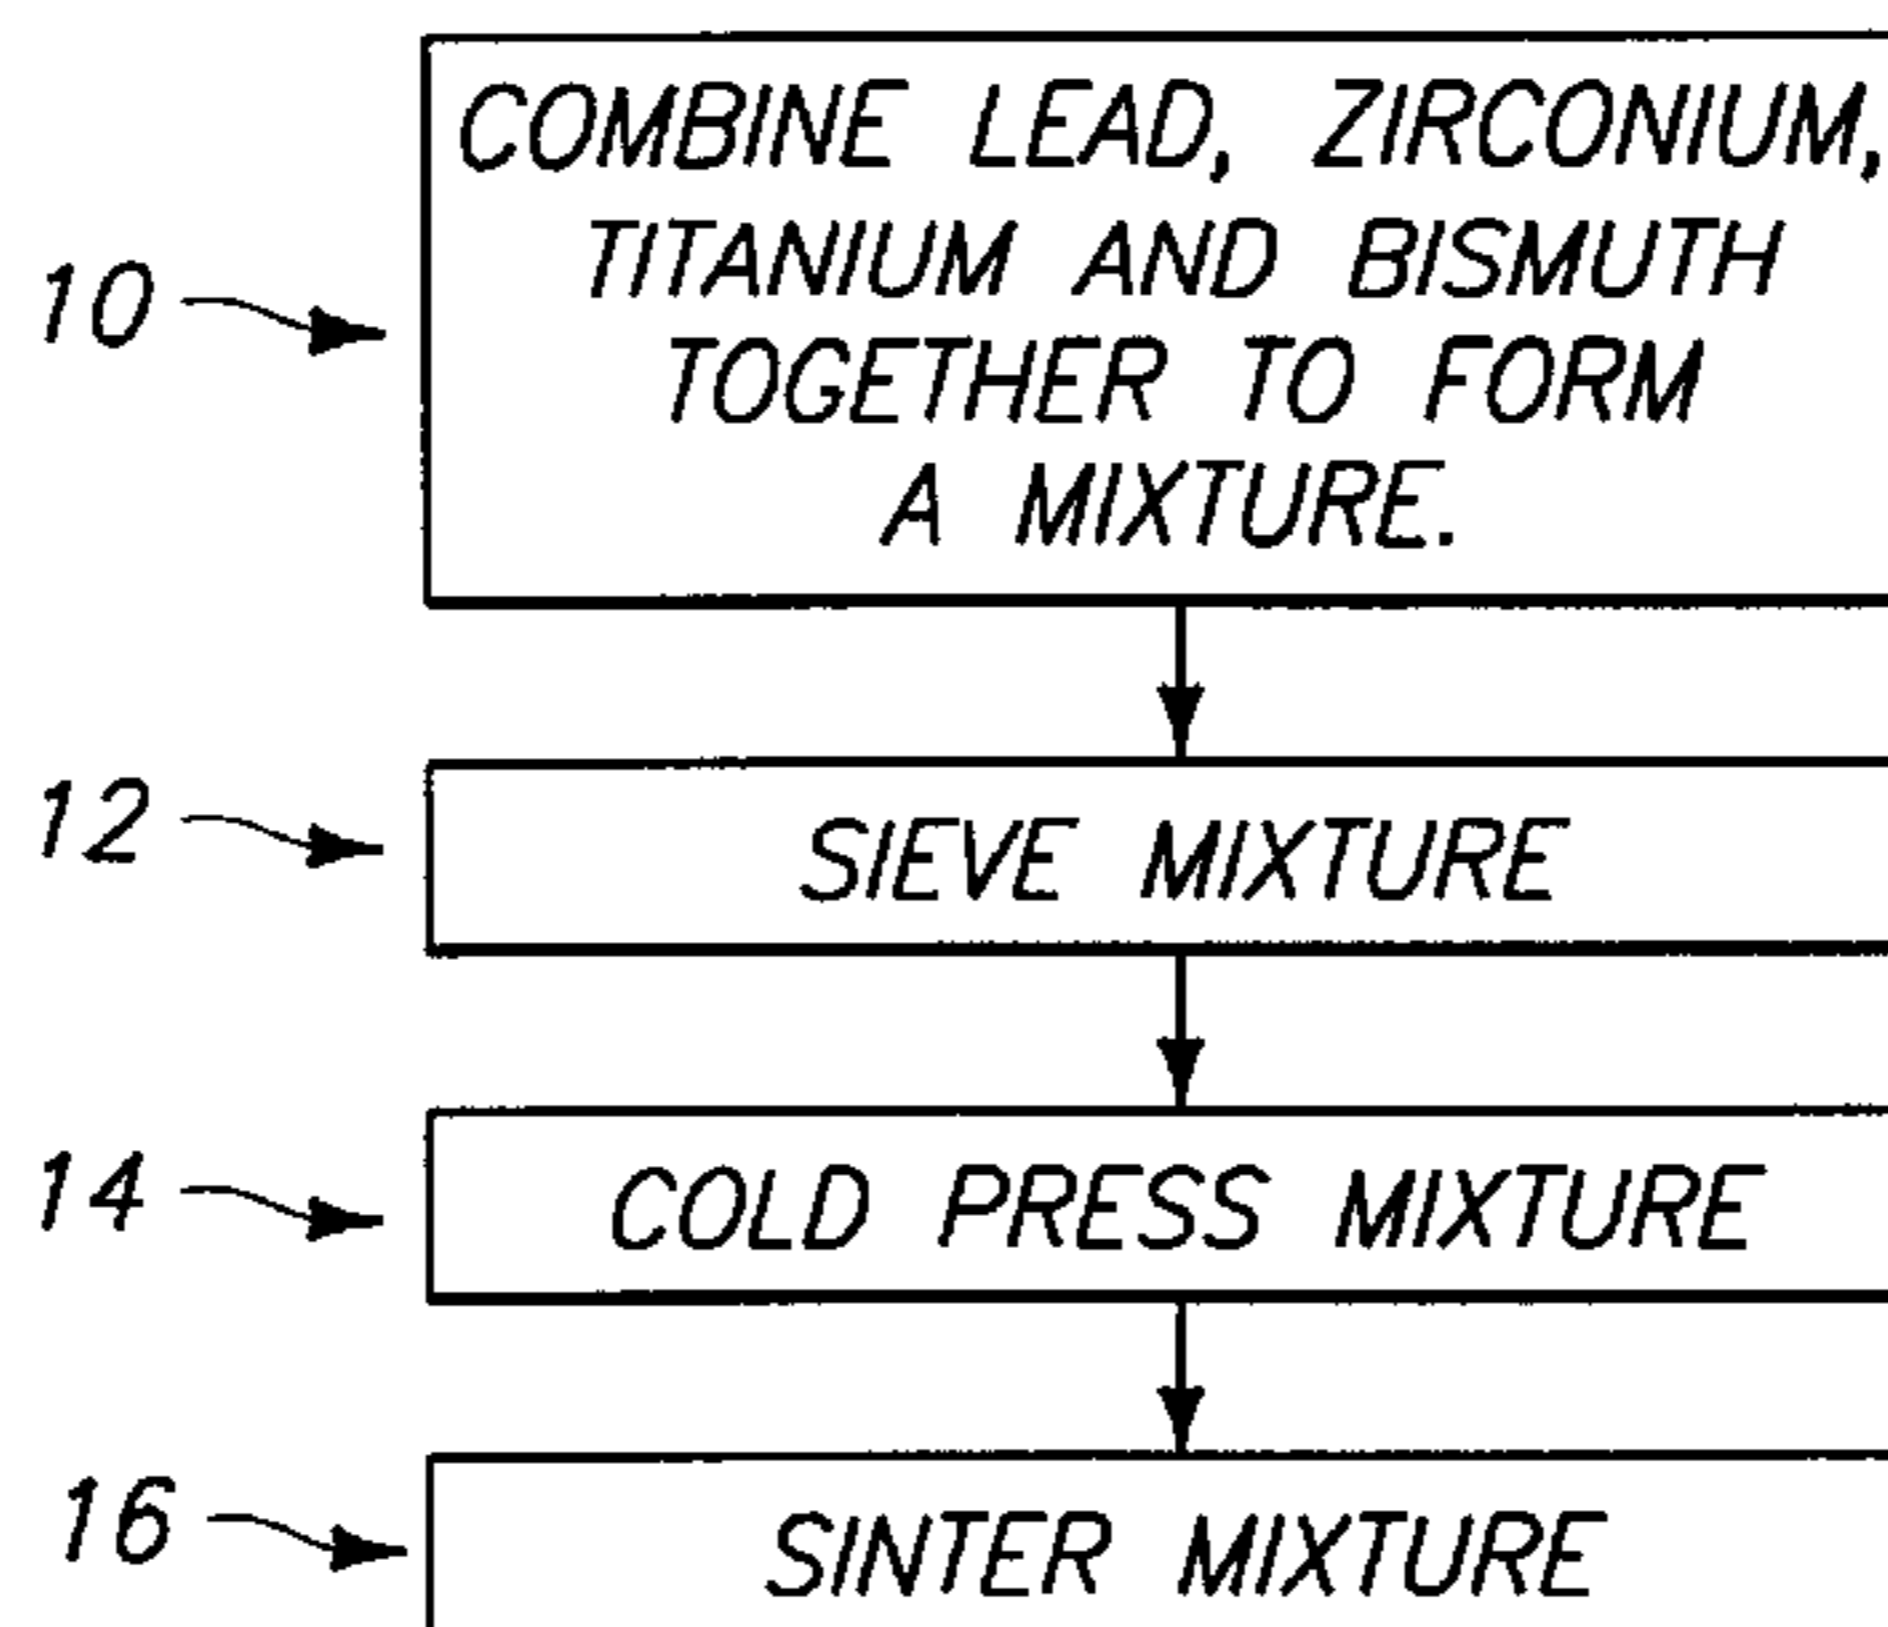 COMBINE LEAD, ZIRCONIUM,
TITANIUM AND BISMUTH
10
TOGETHER TO FORM
A MIXTURE.
12
SIEVE MIXTURE
14
COLD PRESS MIXTURE
16
SINTER MIXTURE